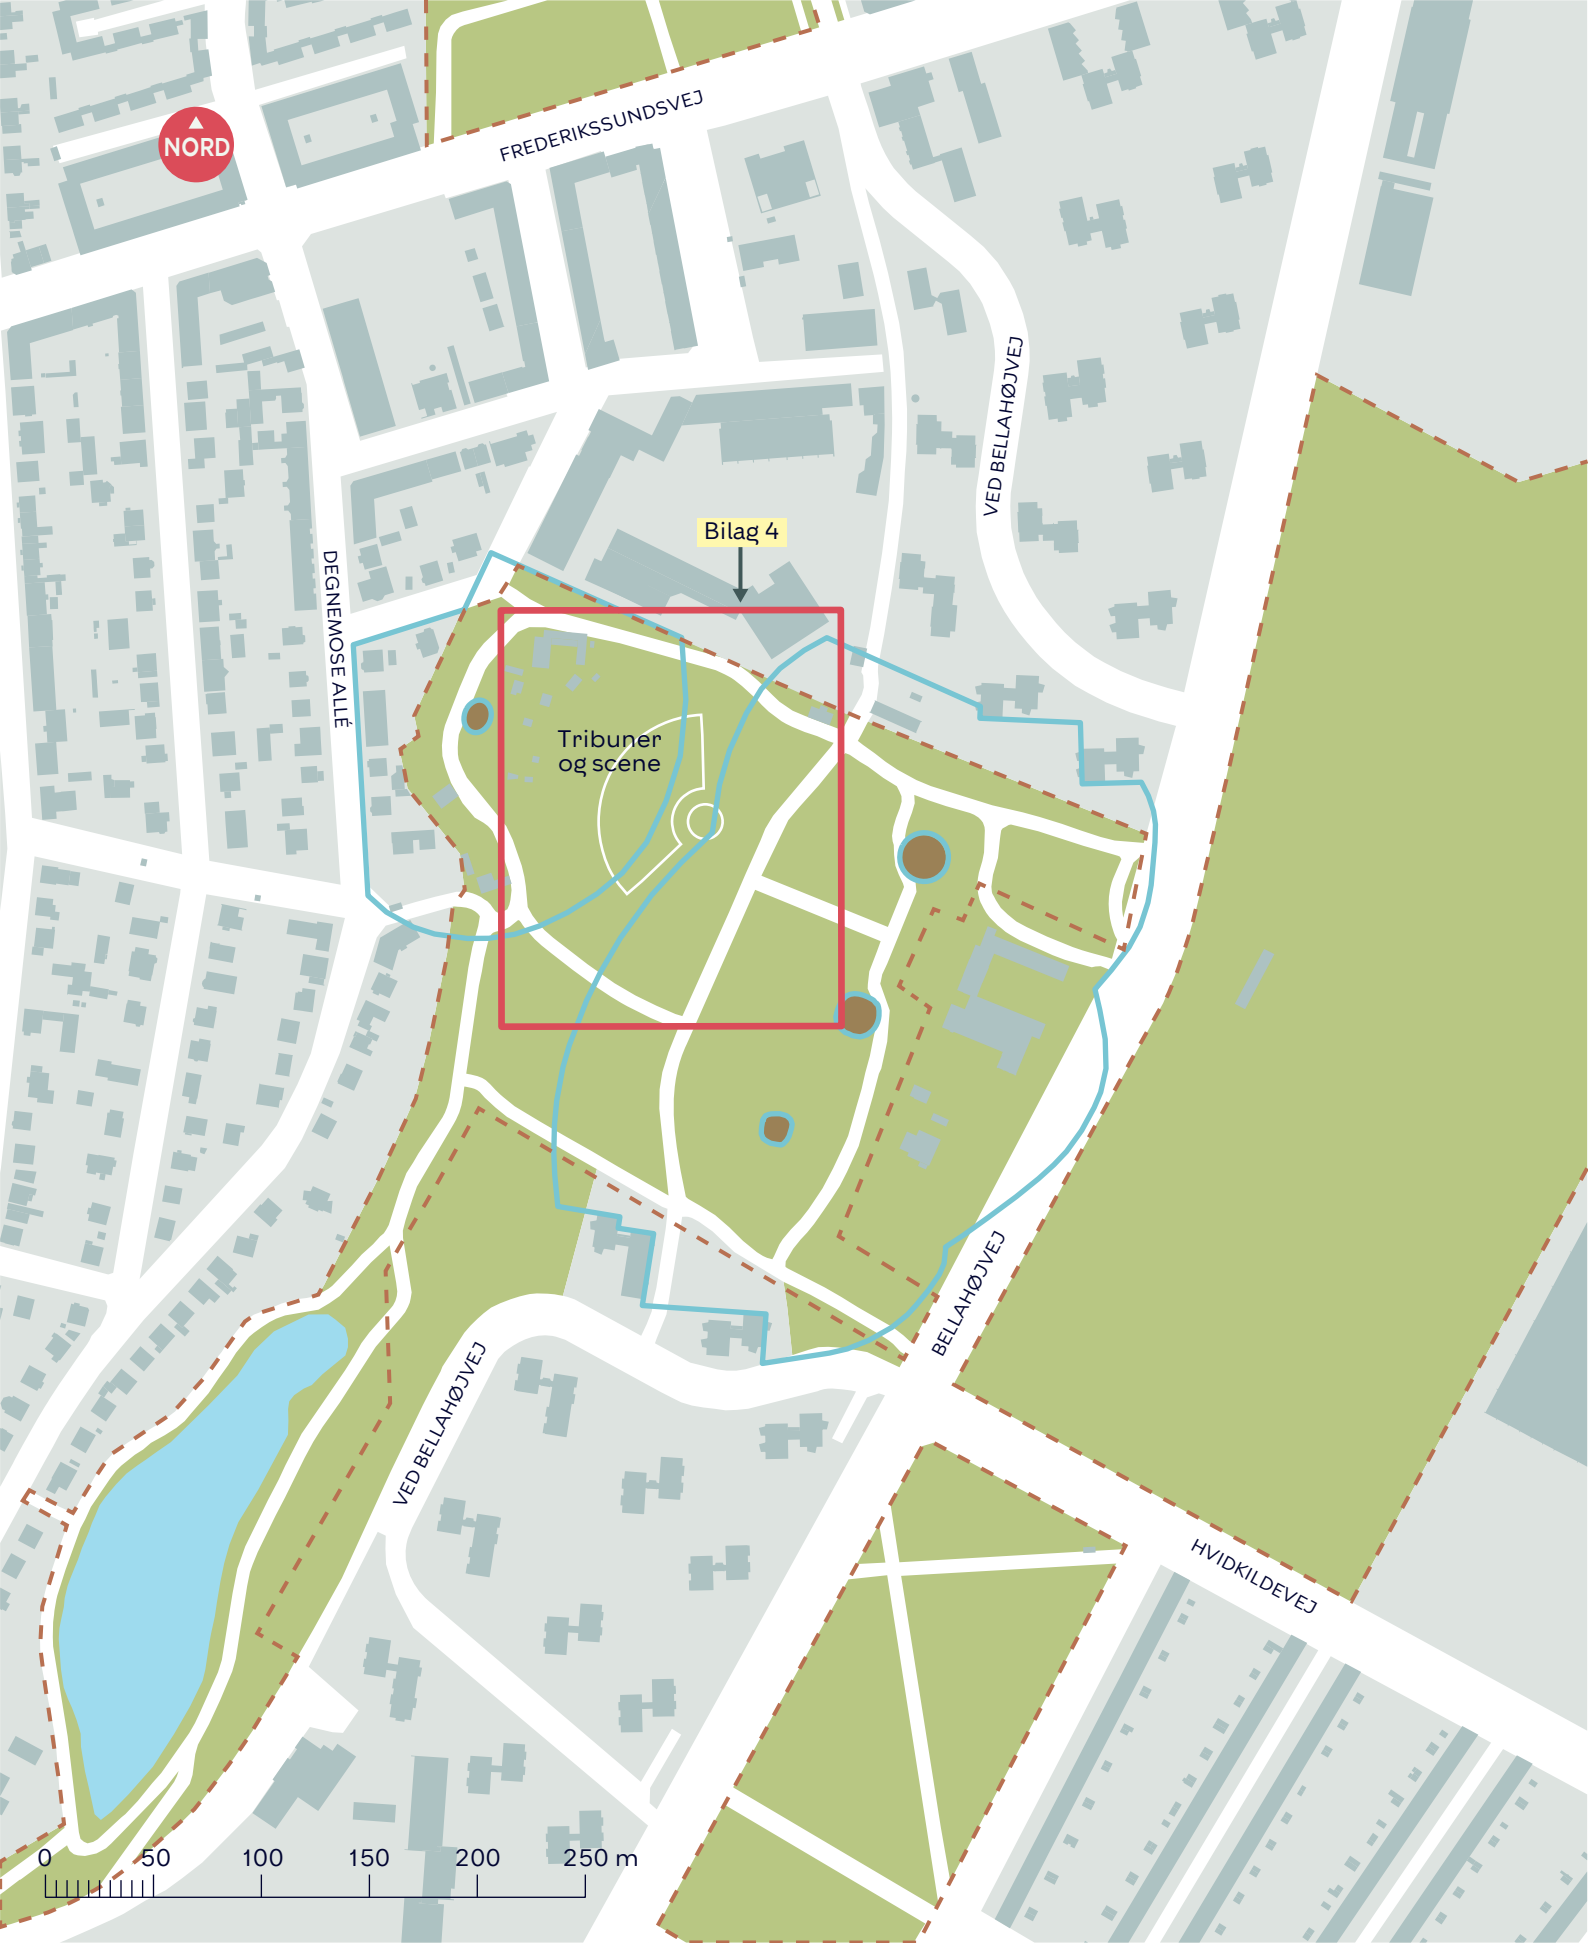 NORD
FREDERIKSSUNDSVEJ
VED BELLAHØJVEJ
Bilag 4
DEGNEMOSE ALLÉ
Tribuner
og scene
BELLAHØJVEJ
VED BELLAHØJVEJ
HVIDKILDEVEJ
0 50 100 150 200 250 m